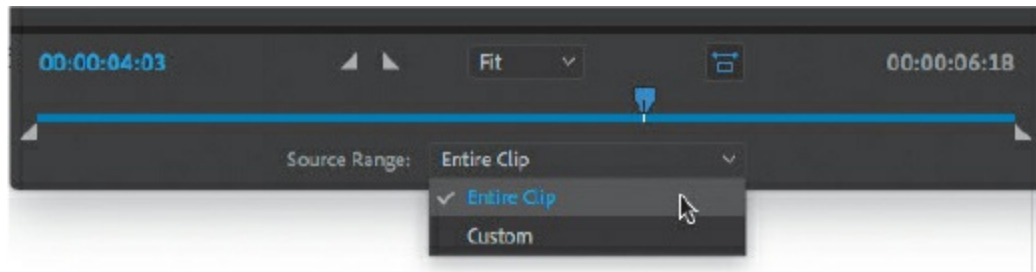 00:00:04:03 Fit 00:00:06:18
Source Range: Entire Clip
Entire Clip
Custom